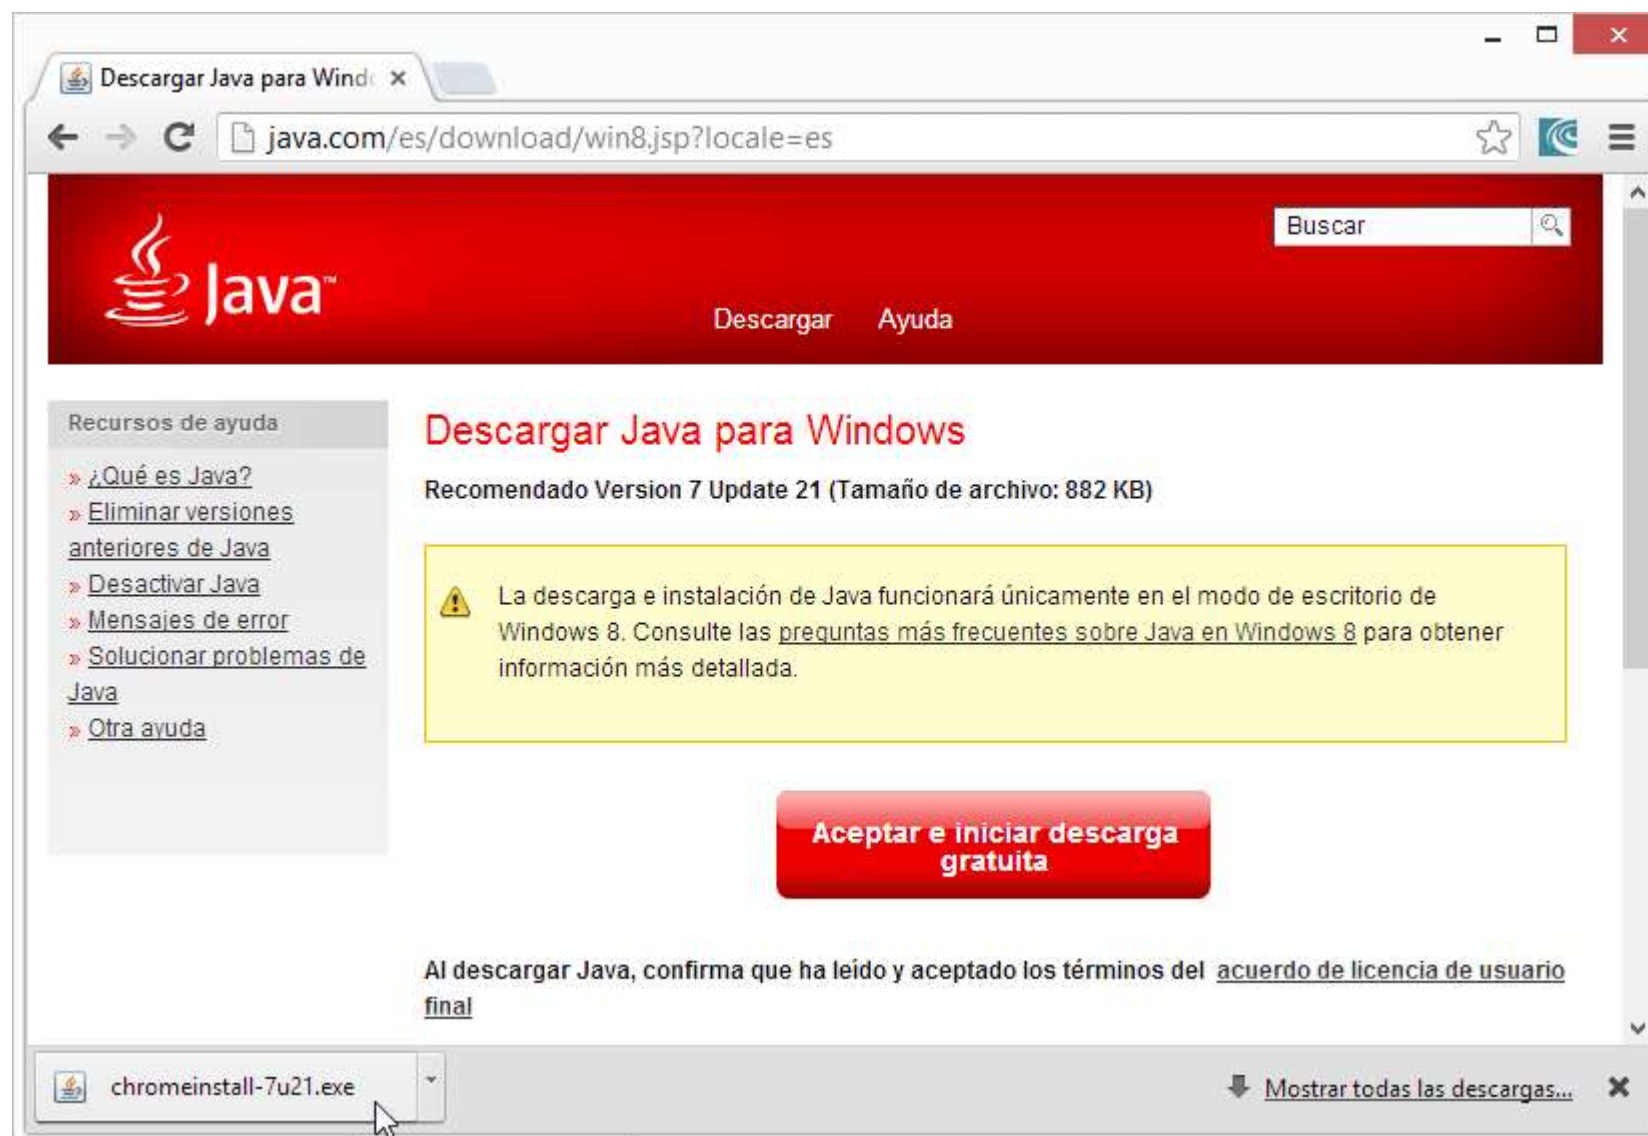 Descargar Java para Wind
java.com/es/download/win8.jsp?locale=es
Buscar
Java™
Descargar Ayuda
Recursos de ayuda
» ¿Qué es Java?
» Eliminar versiones
anteriores de Java
» Desactivar Java
» Mensajes de error
» Solucionar problemas de
Java
» Otra ayuda
Descargar Java para Windows
Recomendado Version 7 Update 21 (Tamaño de archivo: 882 KB)
La descarga e instalación de Java funcionará únicamente en el modo de escritorio de
Windows 8. Consulte las preguntas más frecuentes sobre Java en Windows 8 para obtener
información más detallada.
Aceptar e iniciar descarga
gratuita
Al descargar Java, confirma que ha leído y aceptado los términos del acuerdo de licencia de usuario
final
chromeinstall-7u21.exe
Mostrar todas las descargas...